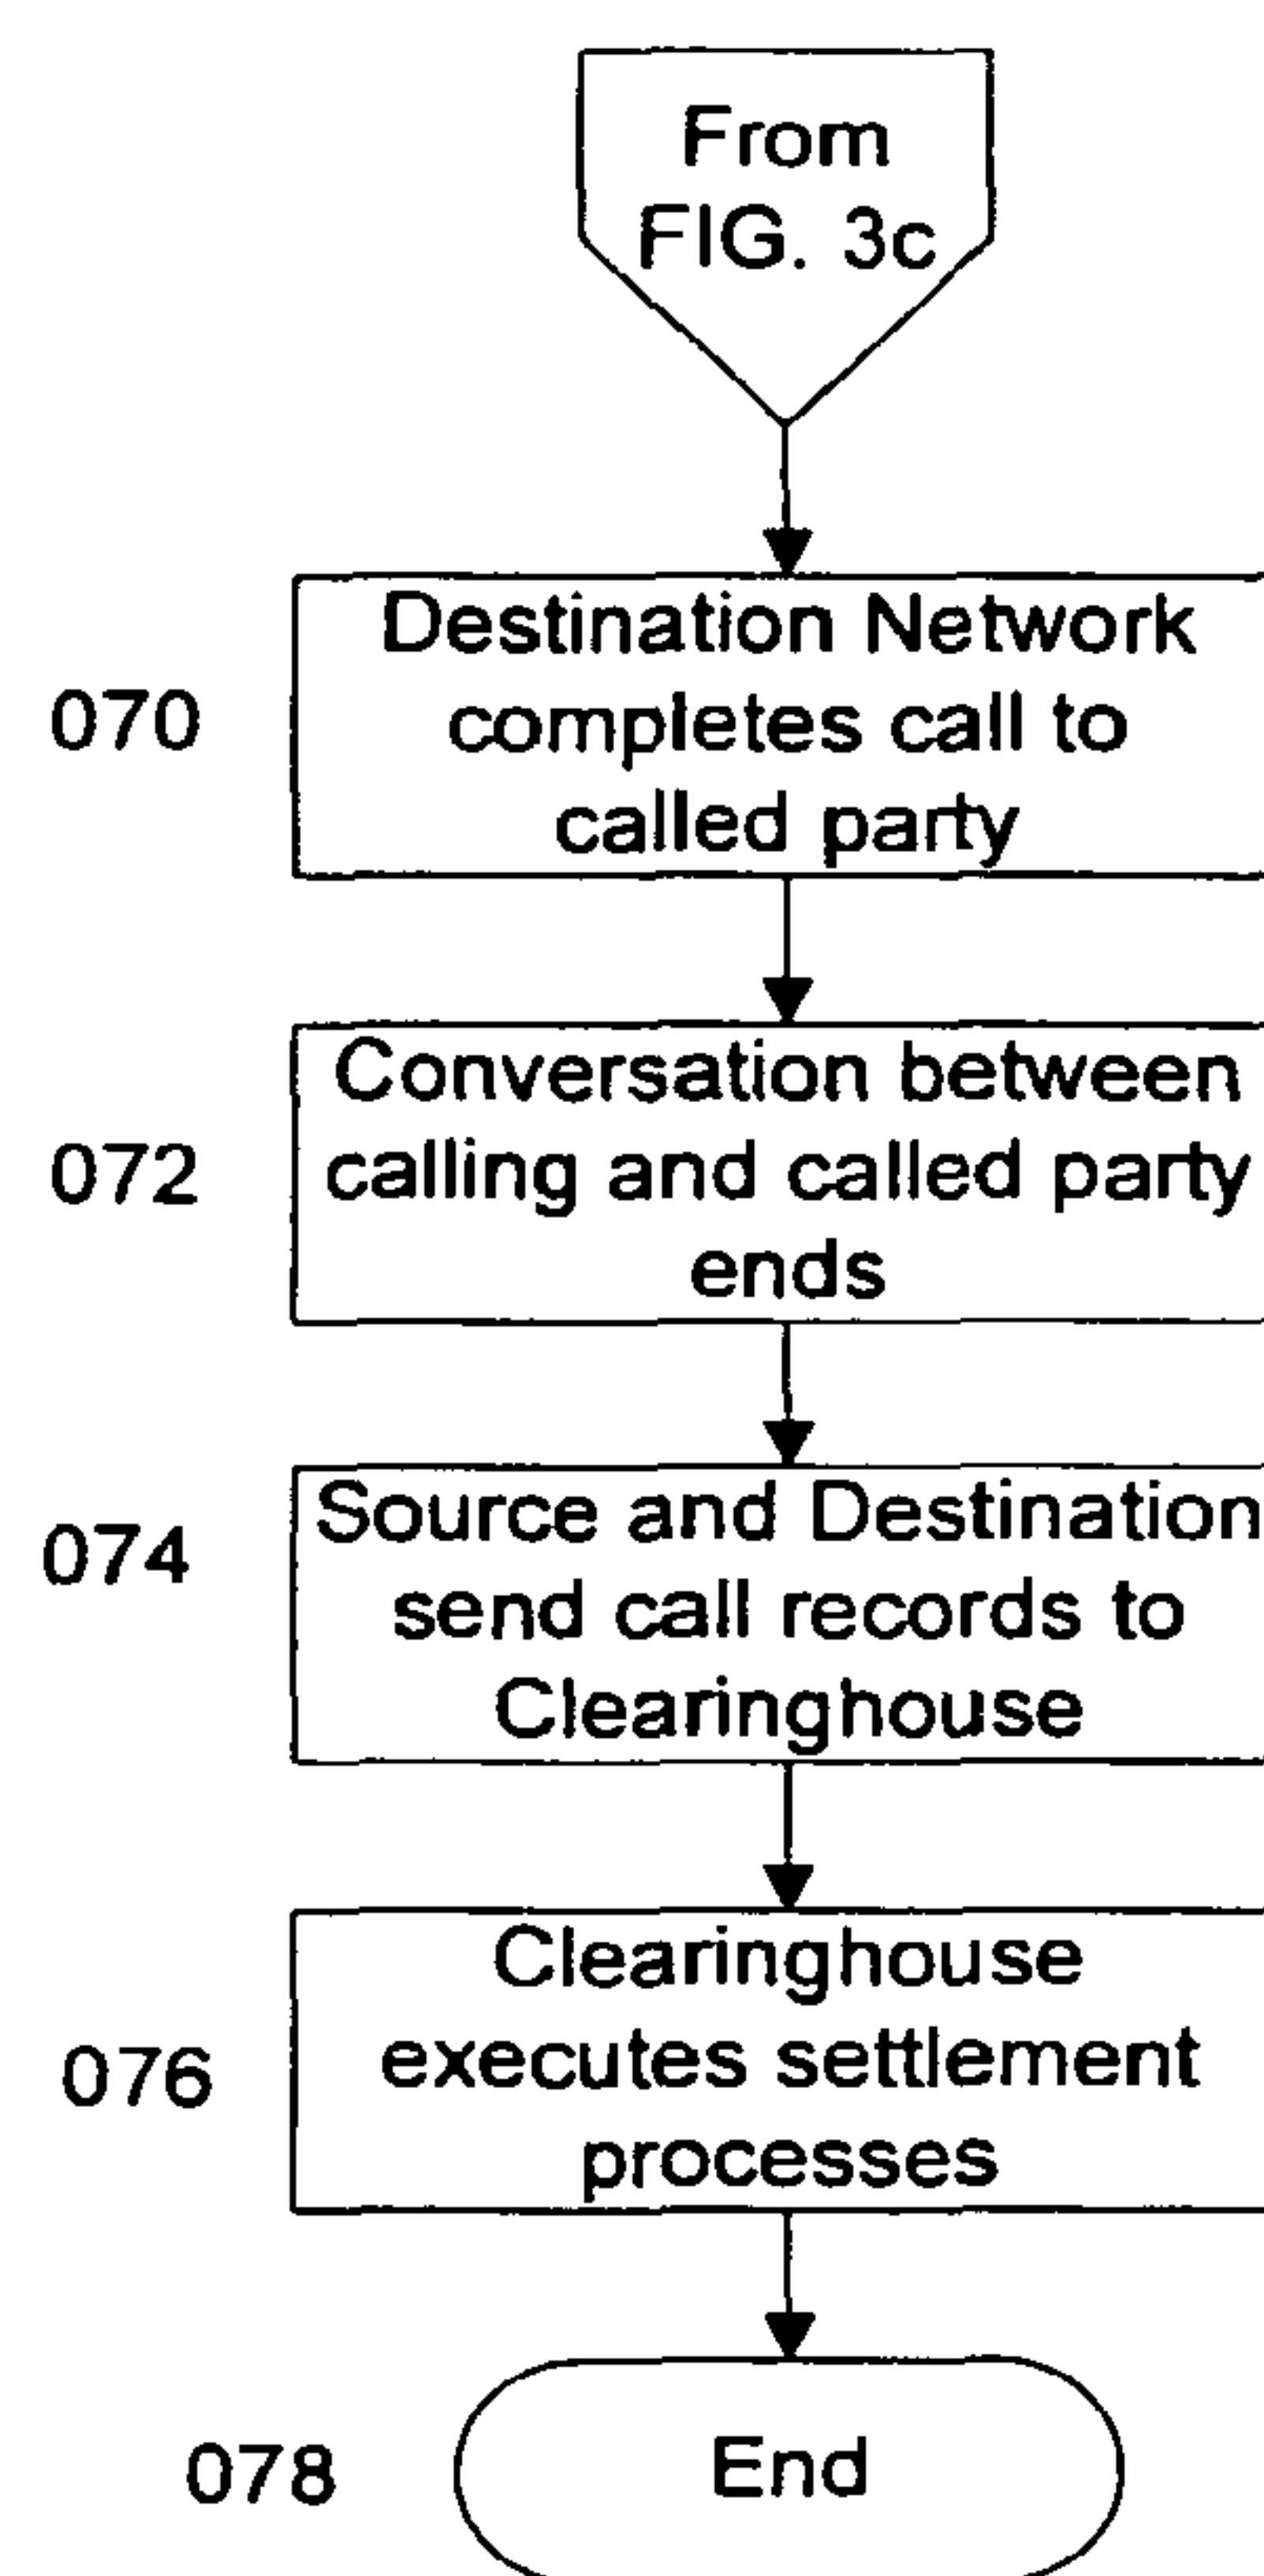 From
FIG. 3c
070
Destination Network
completes call to
called party
072
Conversation between
calling and called party
ends
074
Source and Destination
send call records to
Clearinghouse
076
Clearinghouse
executes settlement
processes
078
End